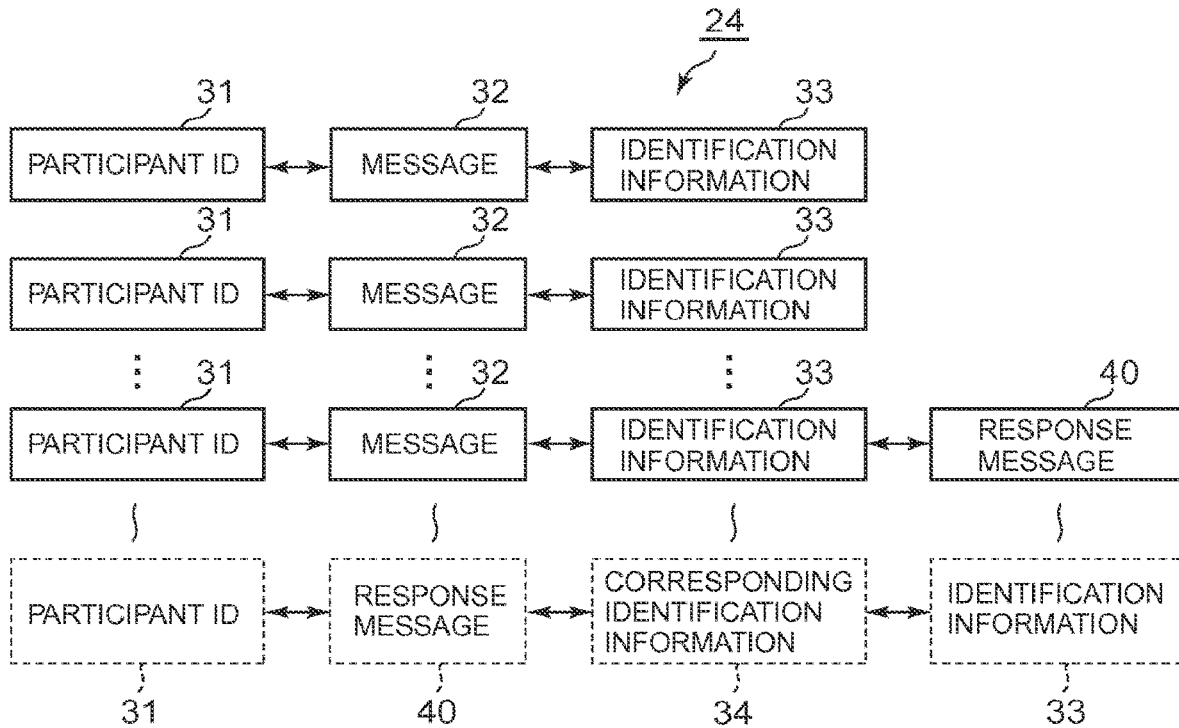 24
31 32 33
PARTICIPANT ID MESSAGE IDENTIFICATION
INFORMATION
31 32 33
PARTICIPANT ID MESSAGE IDENTIFICATION
INFORMATION
31 32 33 40
PARTICIPANT ID MESSAGE IDENTIFICATION RESPONSE
INFORMATION MESSAGE
PARTICIPANT ID RESPONSE CORRESPONDING IDENTIFICATION
MESSAGE IDENTIFICATION INFORMATION
INFORMATION
31 40 34 33